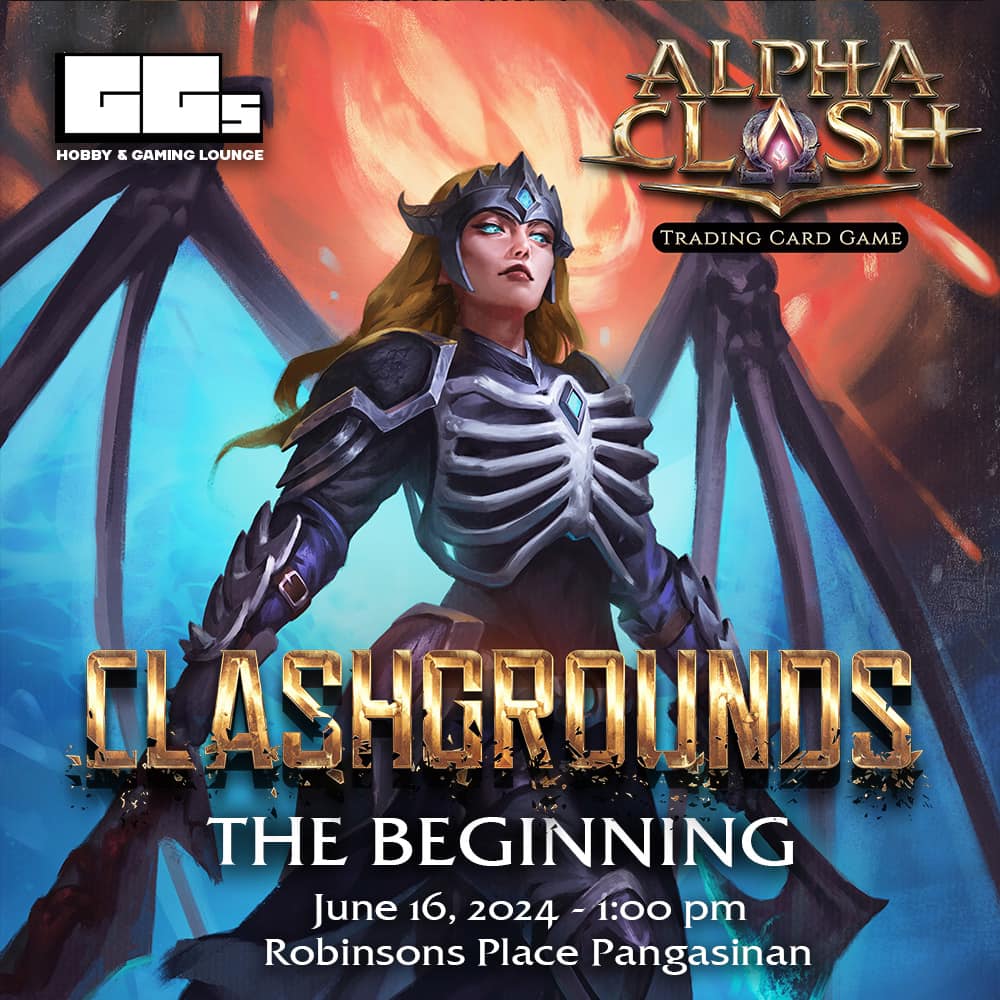 GGs
HOBBY & GAMING LOUNGE
ALPHA
CLASH
TRADING CARD GAME
CLASHGROUNDS
THE BEGINNING
June 16, 2024 - 1:00 pm
Robinsons Place Pangasinan